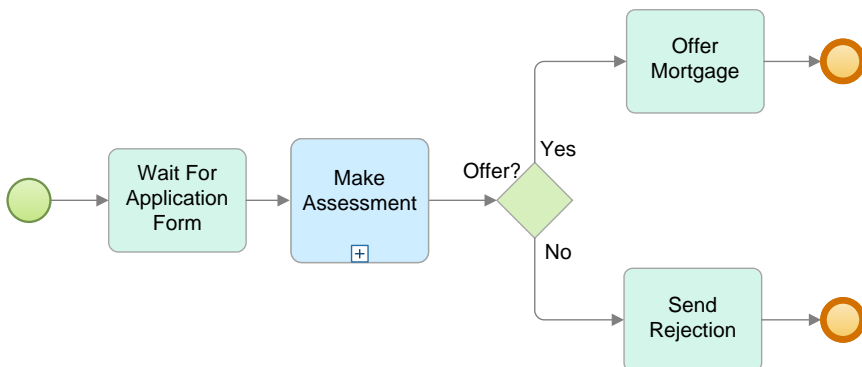 Wait For
Application
Form
Make
Assessment
Offer?
Yes
No
Offer
Mortgage
Send
Rejection